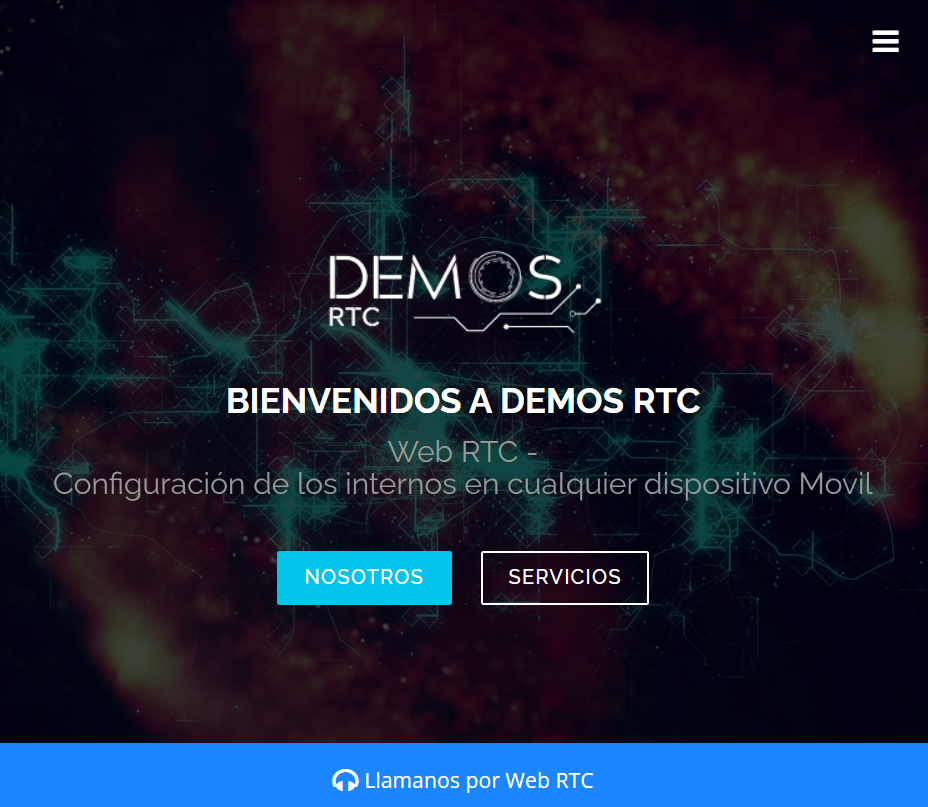 DEMOS
RTC
BIENVENIDOS A DEMOS RTC
Web RTC -
Configuración de los internos en cualquier dispositivo Movil
NOSOTROS
SERVICIOS
Llamanos por Web RTC